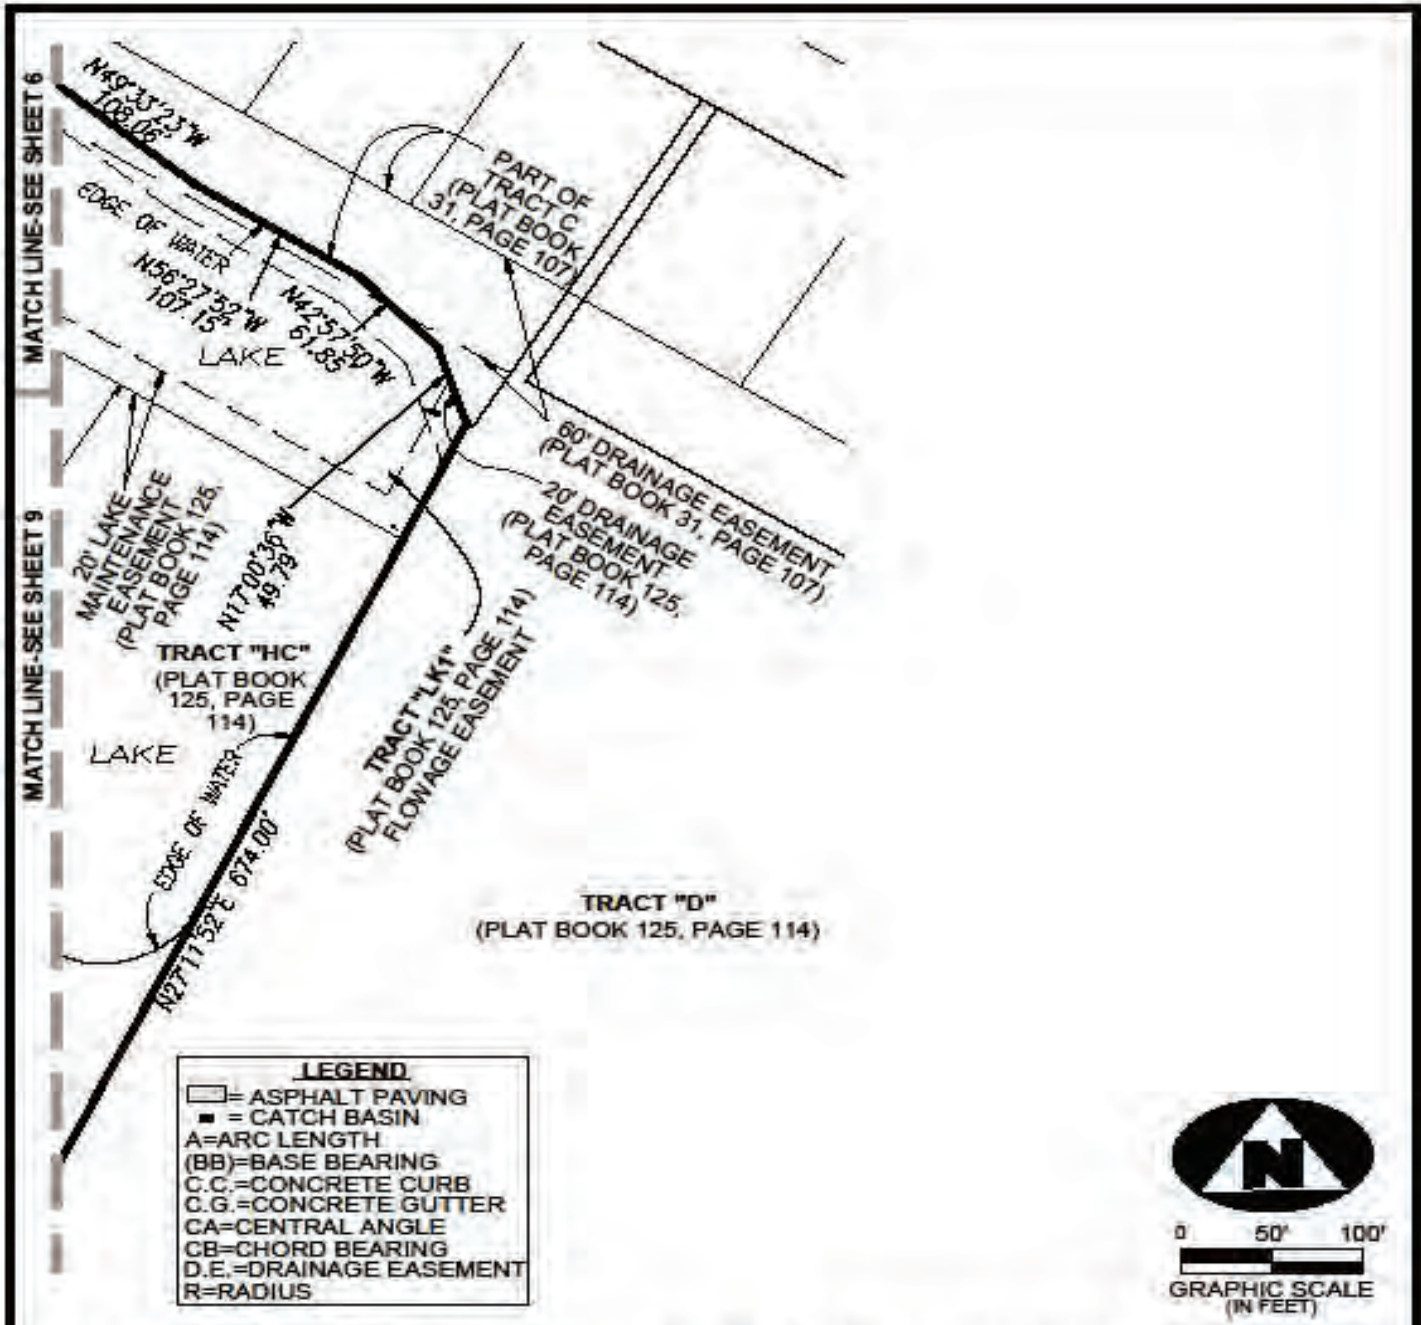 MATCH LINE-SEE SHEET 6
MATCH LINE-SEE SHEET 9
N49°33'23"W
108.06'
EDGE OF WATER
N56°27'52"W
107.15'
LAKE
N42°57'50"W
61.85'
PART OF
TRACT C
(PLAT BOOK
31, PAGE 107)
60' DRAINAGE EASEMENT
(PLAT BOOK 31, PAGE 107)
20' DRAINAGE
EASEMENT
(PLAT BOOK 125,
PAGE 114)
20' LAKE
MAINTENANCE
EASEMENT
(PLAT BOOK 125,
PAGE 114)
N17°00'36"W
49.79'
TRACT "HC"
(PLAT BOOK
125, PAGE
114)
TRACT "LK1"
(PLAT BOOK 125, PAGE 114)
FLOWAGE EASEMENT
LAKE
EDGE OF WATER
N27°11'52"E 674.00'
TRACT "D"
(PLAT BOOK 125, PAGE 114)
LEGEND
= ASPHALT PAVING
= CATCH BASIN
A=ARC LENGTH
(BB)=BASE BEARING
C.C.=CONCRETE CURB
C.G.=CONCRETE GUTTER
CA=CENTRAL ANGLE
CB=CHORD BEARING
D.E.=DRAINAGE EASEMENT
R=RADIUS
N
0 50' 100'
GRAPHIC SCALE
(IN FEET)